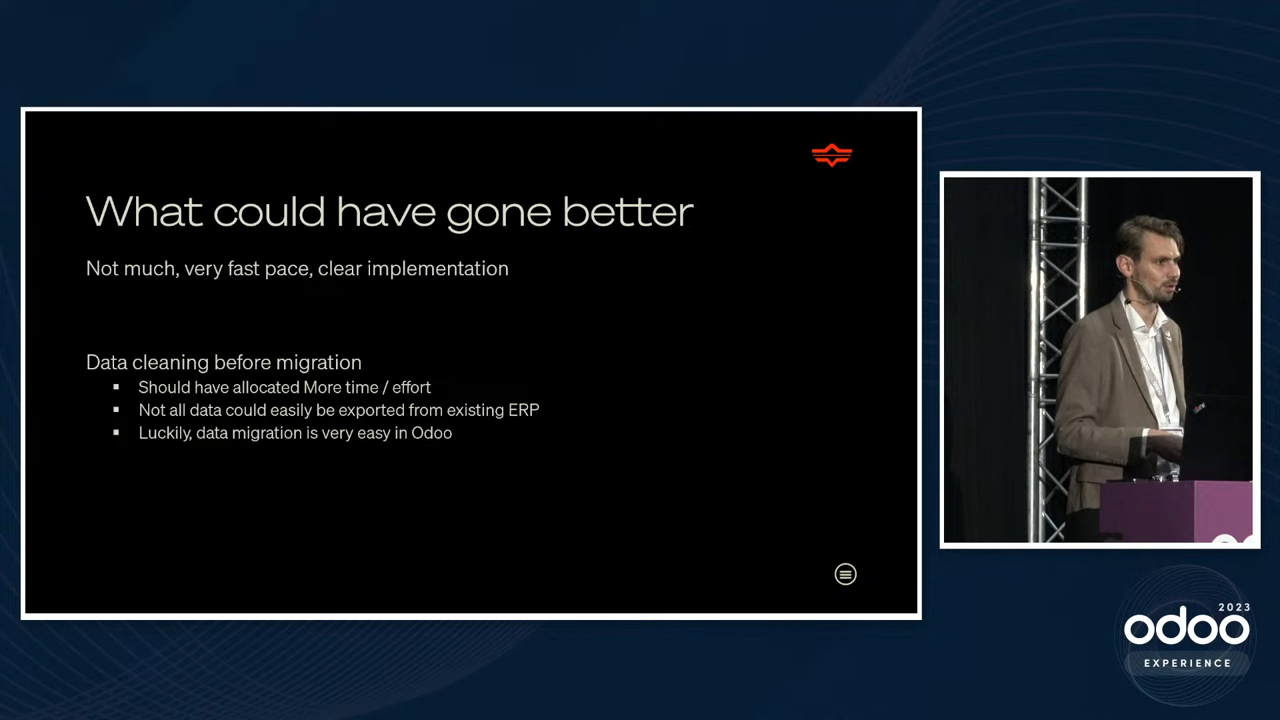 What could have gone better
Not much, very fast pace, clear implementation
Data cleaning before migration
▪ Should have allocated More time / effort
▪ Not all data could easily be exported from existing ERP
▪ Luckily, data migration is very easy in Odoo
2023
odoo
EXPERIENCE